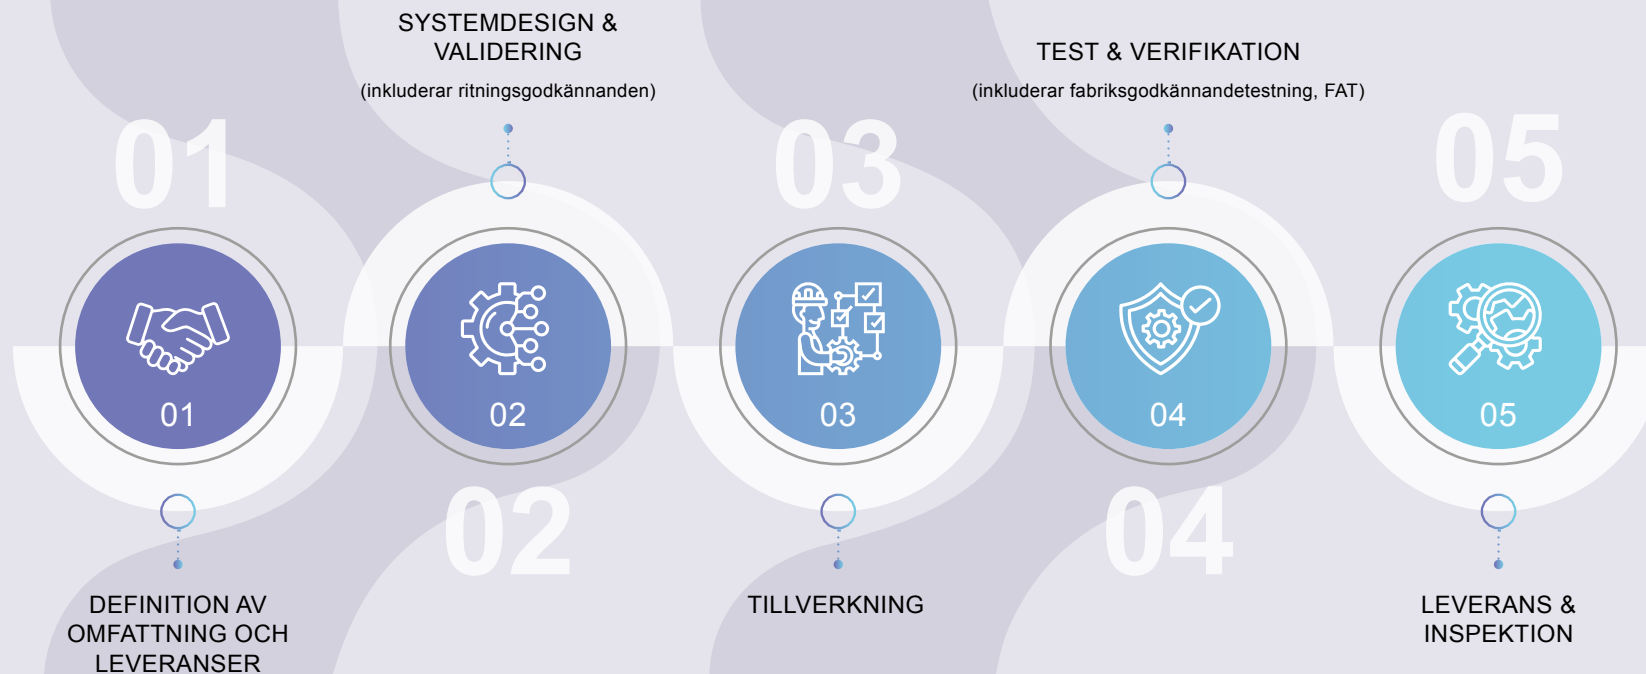 01
01
DEFINITION AV
OMFATTNING OCH
LEVERANSER
SYSTEMDESIGN &
VALIDERING
(inkluderar ritningsgodkännanden)
02
02
03
03
TILLVERKNING
TEST & VERIFIKATION
(inkluderar fabriksgodkännandetestning, FAT)
04
04
05
05
LEVERANS &
INSPEKTION